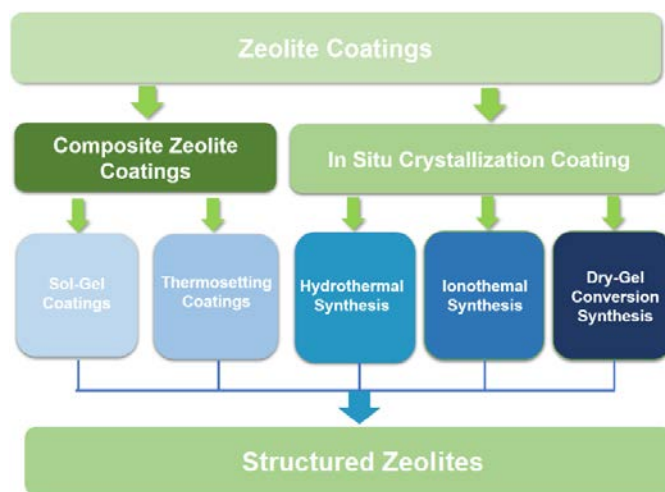 Zeolite Coatings
Composite Zeolite
Coatings
In Situ Crystallization Coating
Sol-Gel
Coatings
Thermosetting
Coatings
Hydrothermal
Synthesis
Ionothemal
Synthesis
Dry-Gel
Conversion
Synthesis
Structured Zeolites